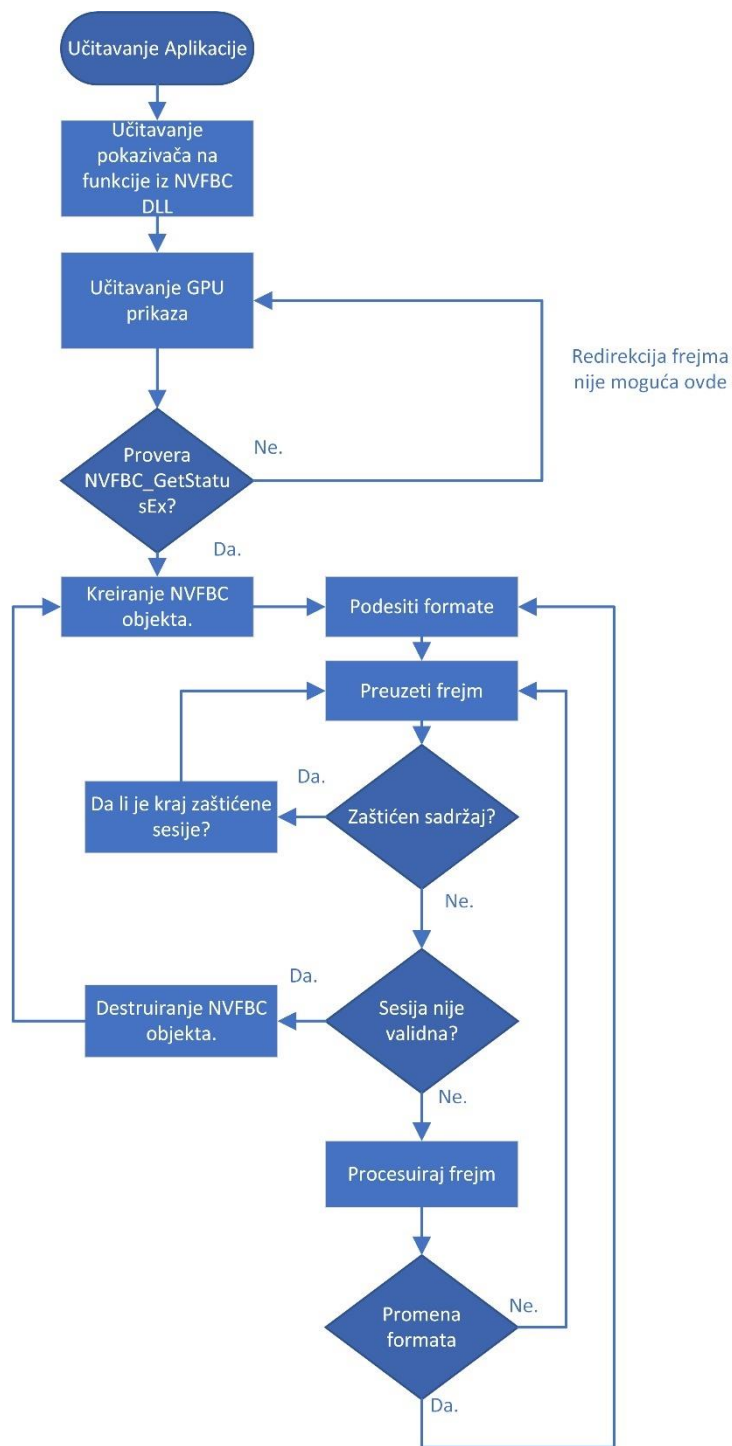 Učitavanje Aplikacije
Učitavanje
pokazivača na
funkcije iz NVFBC
DLL
Učitavanje GPU
prikaza
Redirekcija frejma
nije moguća ovde
Ne.
Provera
NVFBC_GetStatu
sEx?
Da.
Kreiranje NVFBC
objekta.
Podesiti formate
Preuzeti frejm
Da.
Da li je kraj zaštićene
sesije?
Zaštićen sadržaj?
Ne.
Da.
Destruiranje NVFBC
objekta.
Sesija nije
validna?
Ne.
Procesuiraj frejm
Promena
formata
Ne.
Da.